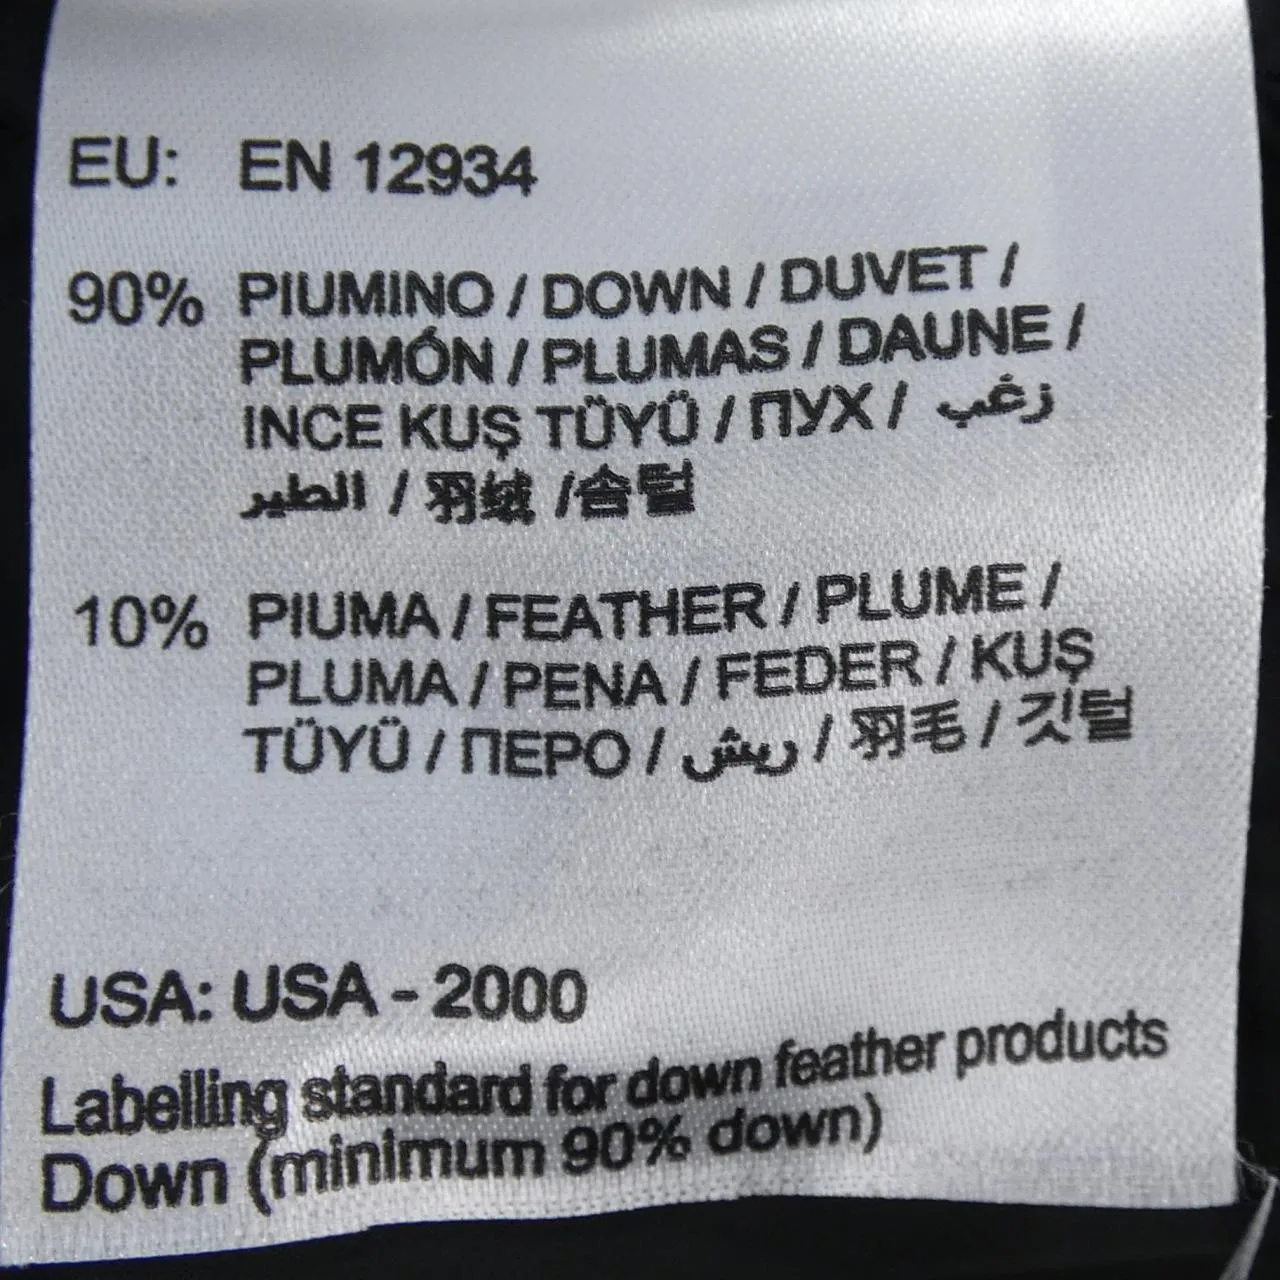 EU: EN 12934
90% PIUMINO / DOWN / DUVET /
PLUMÓN / PLUMAS / DAUNE /
INCE KUŞ TÜYÜ / ПУХ / زغب
الطير / 羽绒 /솜털
10% PIUMA / FEATHER / PLUME /
PLUMA / PENA / FEDER / KUŞ
TÜYÜ / ПЕРО / ريش / 羽毛 / 깃털
USA: USA - 2000
Labelling standard for down feather products
Down (minimum 90% down)